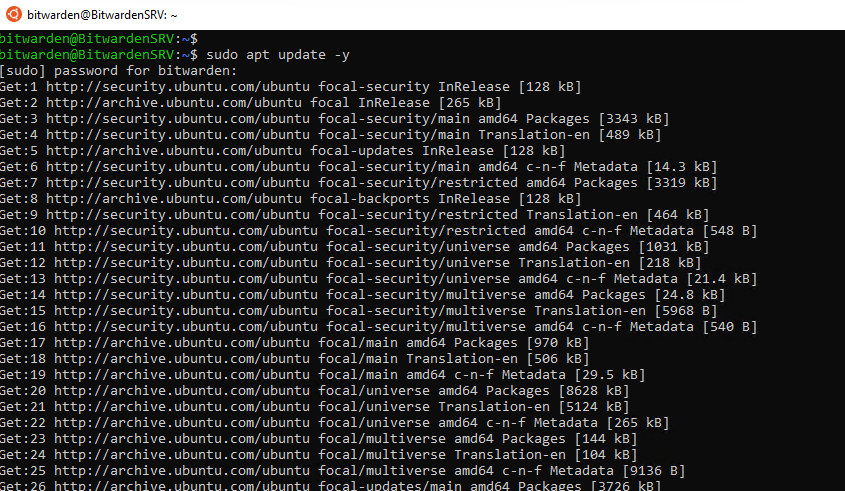 bitwarden@BitwardenSRV: ~
bitwarden@BitwardenSRV:~$
bitwarden@BitwardenSRV:~$ sudo apt update -y
[sudo] password for bitwarden:
Get:1 http://security.ubuntu.com/ubuntu focal-security InRelease [128 kB]
Get:2 http://archive.ubuntu.com/ubuntu focal InRelease [265 kB]
Get:3 http://security.ubuntu.com/ubuntu focal-security/main amd64 Packages [3343 kB]
Get:4 http://security.ubuntu.com/ubuntu focal-security/main Translation-en [489 kB]
Get:5 http://archive.ubuntu.com/ubuntu focal-updates InRelease [128 kB]
Get:6 http://security.ubuntu.com/ubuntu focal-security/main amd64 c-n-f Metadata [14.3 kB]
Get:7 http://security.ubuntu.com/ubuntu focal-security/restricted amd64 Packages [3319 kB]
Get:8 http://archive.ubuntu.com/ubuntu focal-backports InRelease [128 kB]
Get:9 http://security.ubuntu.com/ubuntu focal-security/restricted Translation-en [464 kB]
Get:10 http://security.ubuntu.com/ubuntu focal-security/restricted amd64 c-n-f Metadata [548 B]
Get:11 http://security.ubuntu.com/ubuntu focal-security/universe amd64 Packages [1031 kB]
Get:12 http://security.ubuntu.com/ubuntu focal-security/universe Translation-en [218 kB]
Get:13 http://security.ubuntu.com/ubuntu focal-security/universe amd64 c-n-f Metadata [21.4 kB]
Get:14 http://security.ubuntu.com/ubuntu focal-security/multiverse amd64 Packages [24.8 kB]
Get:15 http://security.ubuntu.com/ubuntu focal-security/multiverse Translation-en [5968 B]
Get:16 http://security.ubuntu.com/ubuntu focal-security/multiverse amd64 c-n-f Metadata [540 B]
Get:17 http://archive.ubuntu.com/ubuntu focal/main amd64 Packages [970 kB]
Get:18 http://archive.ubuntu.com/ubuntu focal/main Translation-en [506 kB]
Get:19 http://archive.ubuntu.com/ubuntu focal/main amd64 c-n-f Metadata [29.5 kB]
Get:20 http://archive.ubuntu.com/ubuntu focal/universe amd64 Packages [8628 kB]
Get:21 http://archive.ubuntu.com/ubuntu focal/universe Translation-en [5124 kB]
Get:22 http://archive.ubuntu.com/ubuntu focal/universe amd64 c-n-f Metadata [265 kB]
Get:23 http://archive.ubuntu.com/ubuntu focal/multiverse amd64 Packages [144 kB]
Get:24 http://archive.ubuntu.com/ubuntu focal/multiverse Translation-en [104 kB]
Get:25 http://archive.ubuntu.com/ubuntu focal/multiverse amd64 c-n-f Metadata [9136 B]
Get:26 http://archive.ubuntu.com/ubuntu focal-updates/main amd64 Packages [3726 kB]